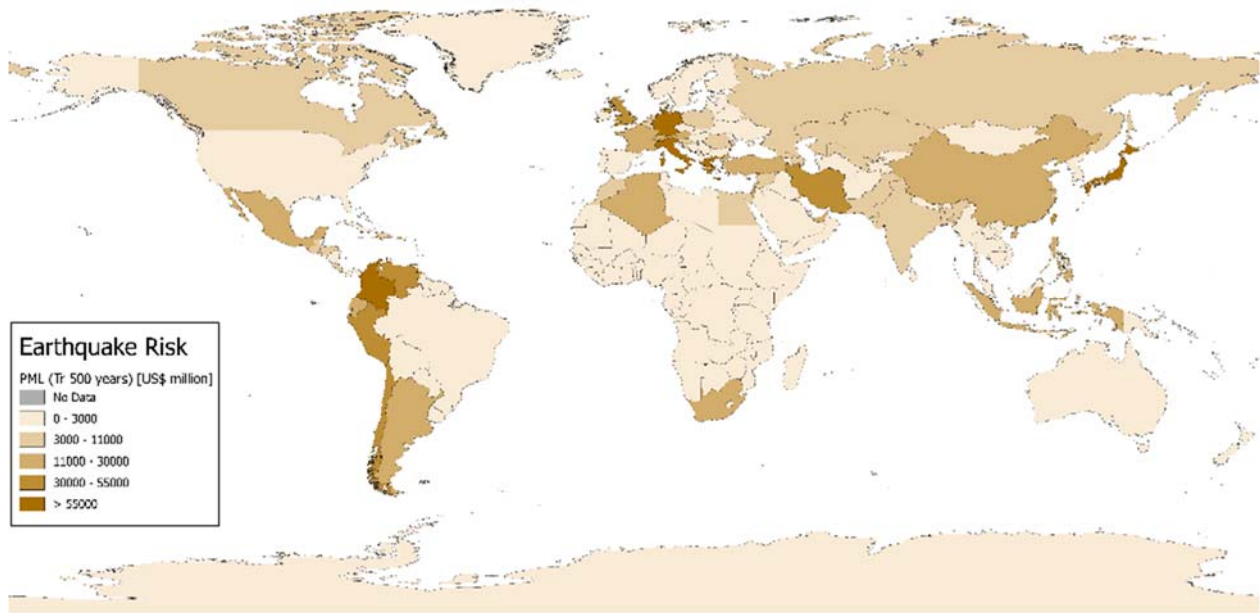 Earthquake Risk
PML (Tr 500 years) [US$ million]
No Data
0 - 3000
3000 - 11000
11000 - 30000
30000 - 55000
> 55000